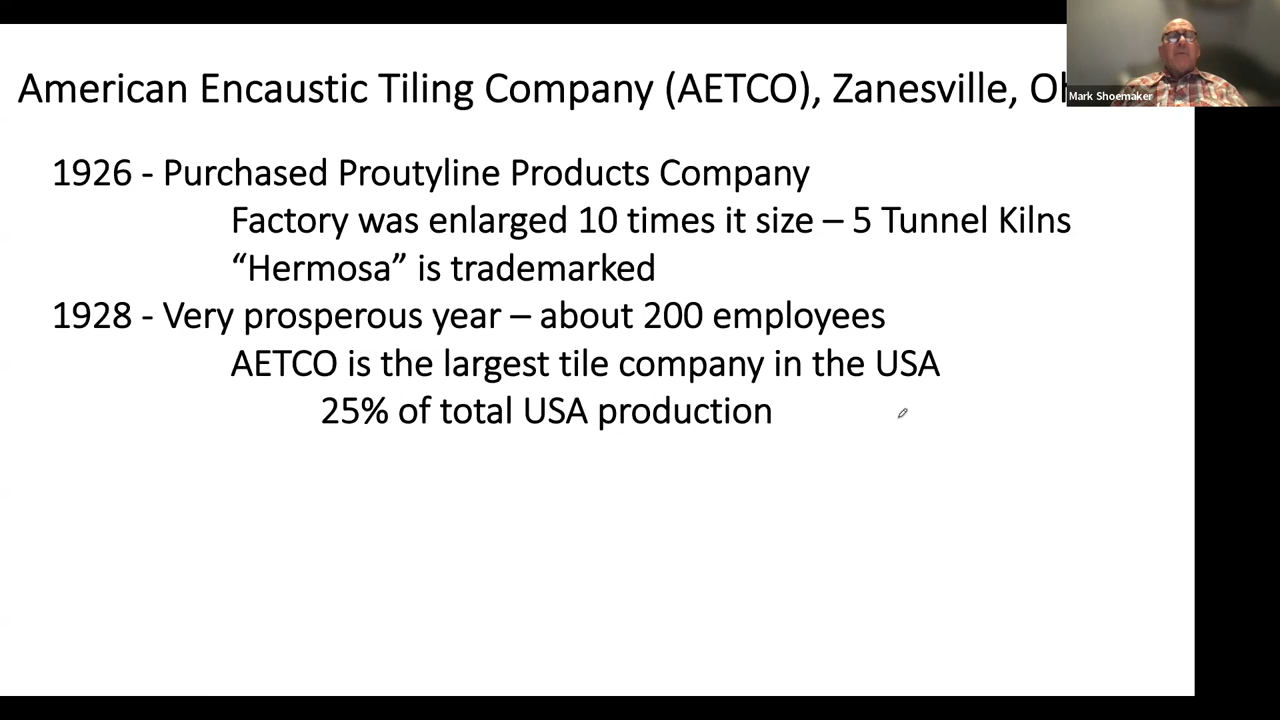 American Encaustic Tiling Company (AETCO), Zanesville,
Mark Shoemaker
1926 - Purchased Proutyline Products Company
Factory was enlarged 10 times it size – 5 Tunnel Kilns
“Hermosa” is trademarked
1928 - Very prosperous year – about 200 employees
AETCO is the largest tile company in the USA
25% of total USA production